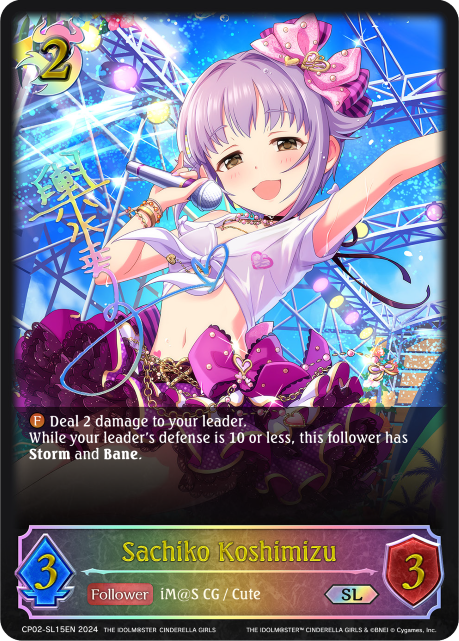 2
F Deal 2 damage to your leader.
While your leader's defense is 10 or less, this follower has
Storm and Bane.
Sachiko Koshimizu
3
Follower iM@S CG / Cute
SL
3
CP02-SL15EN 2024 THE IDOLM@STER™ CINDERELLA GIRLS THE IDOLM@STER™ CINDERELLA GIRLS & ©BNEI © Cygames, Inc.